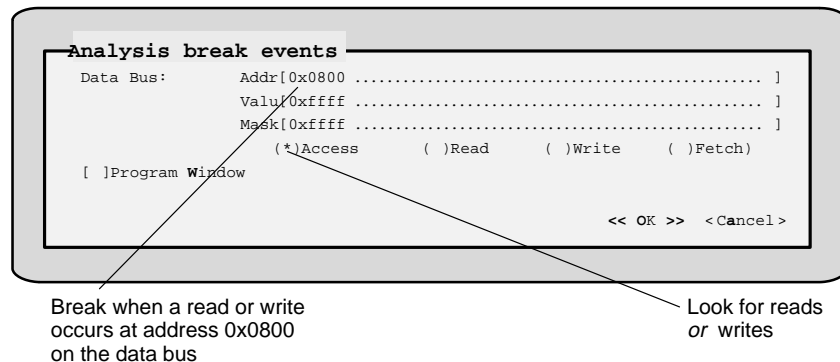 Analysis break events
Data Bus: Addr[0x0800 .................................................... ]
Valu[0xffff .................................................... ]
Mask[0xffff .................................................... ]
(*)Access ( )Read ( )Write ( )Fetch)
[ ]Program Window
<< OK >> <Cancel>
Break when a read or write
occurs at address 0x0800
on the data bus
Look for reads
or writes